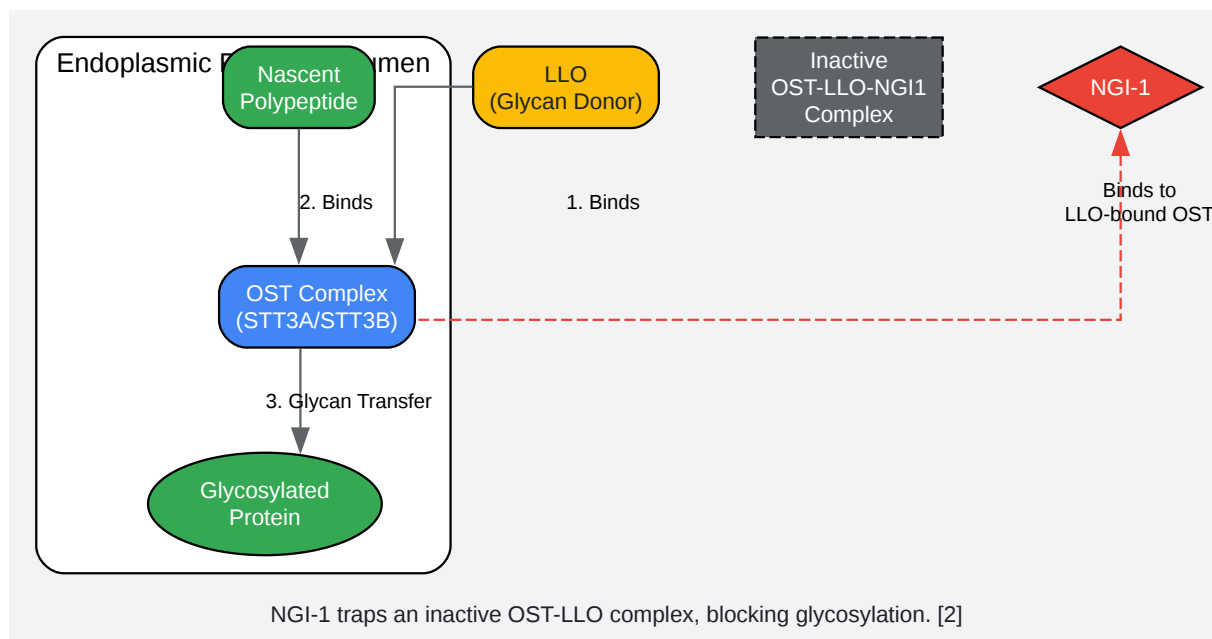 Endoplasmic
Nascent
Polypeptide
LLO
(Glycan Donor)
Inactive
OST-LLO-NGI1
Complex
NGI-1
2. Binds
1. Binds
Binds to
LLO-bound OST
OST Complex
(STT3A/STT3B)
3. Glycan Transfer
Glycosylated
Protein
NGI-1 traps an inactive OST-LLO complex, blocking glycosylation. [2]